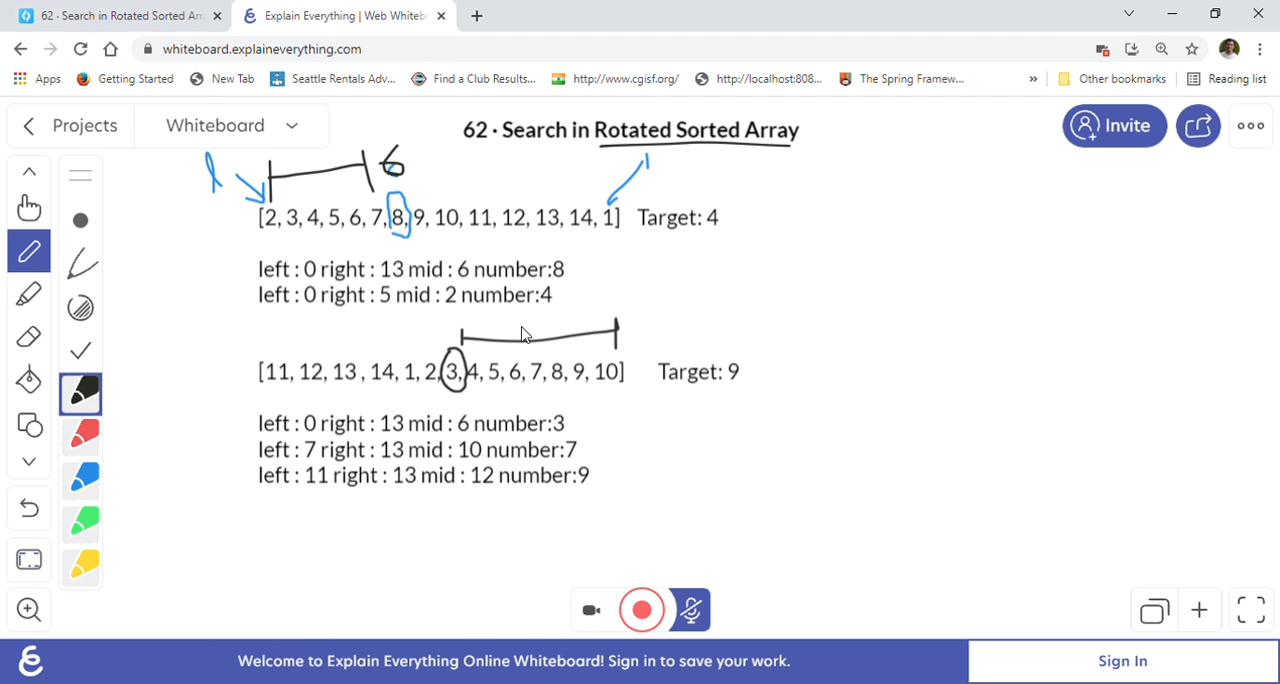 62 · Search in Rotated Sorted Arr
Explain Everything | Web Whiteb
whiteboard.explaineverything.com
Apps
Getting Started
New Tab
Seattle Rentals Adv...
Find a Club Results...
http://www.cgisf.org/
http://localhost:808...
The Spring Framew...
»
Other bookmarks
Reading list
Projects
Whiteboard
62 · Search in Rotated Sorted Array
Invite
l
6
[2, 3, 4, 5, 6, 7, 8, 9, 10, 11, 12, 13, 14, 1] Target: 4
left : 0 right : 13 mid : 6 number:8
left : 0 right : 5 mid : 2 number:4
[11, 12, 13 , 14, 1, 2, 3, 4, 5, 6, 7, 8, 9, 10] Target: 9
left : 0 right : 13 mid : 6 number:3
left : 7 right : 13 mid : 10 number:7
left : 11 right : 13 mid : 12 number:9
Welcome to Explain Everything Online Whiteboard! Sign in to save your work.
Sign In